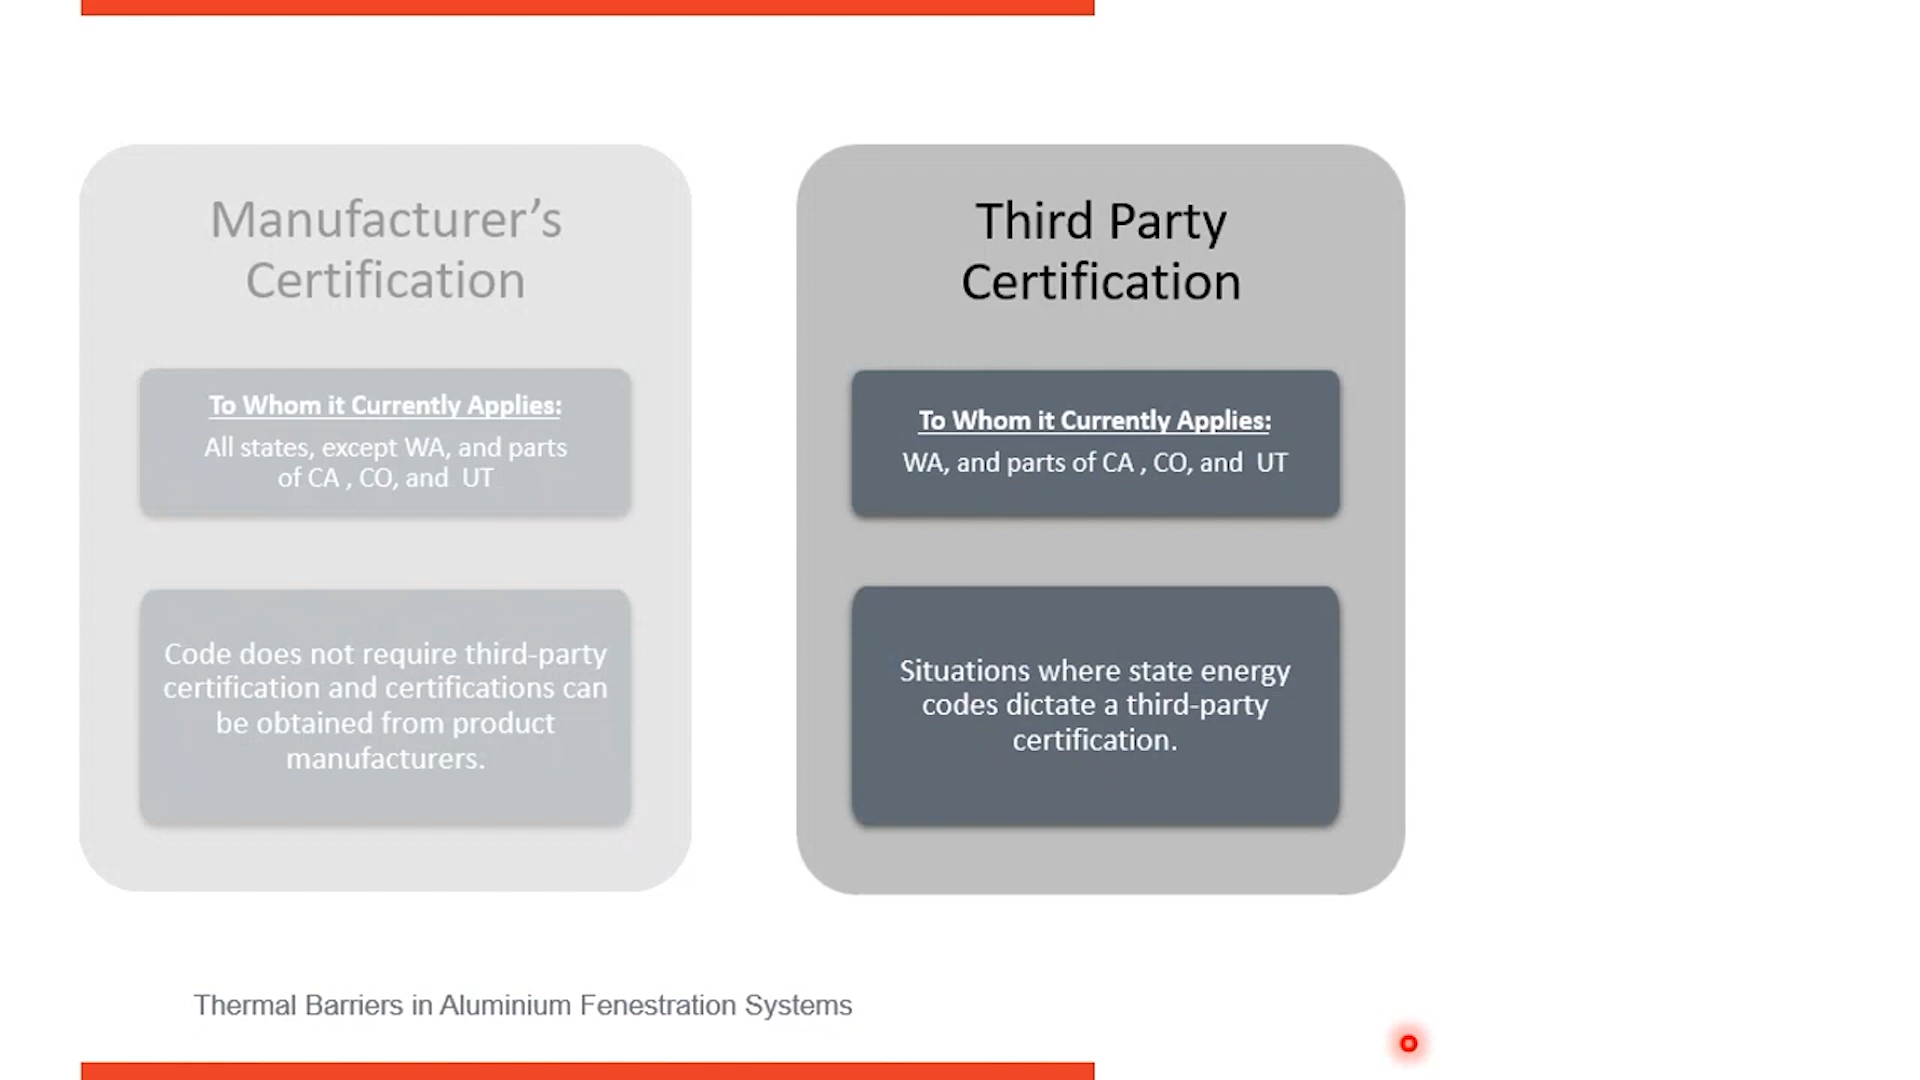 Manufacturer’s
Certification
To Whom it Currently Applies:
All states, except WA, and parts
of CA , CO, and  UT
Code does not require third-party
certification and certifications can
be obtained from product
manufacturers.
Third Party
Certification
To Whom it Currently Applies:
WA, and parts of CA , CO, and  UT
Situations where state energy
codes dictate a third-party
certification.
Thermal Barriers in Aluminium Fenestration Systems